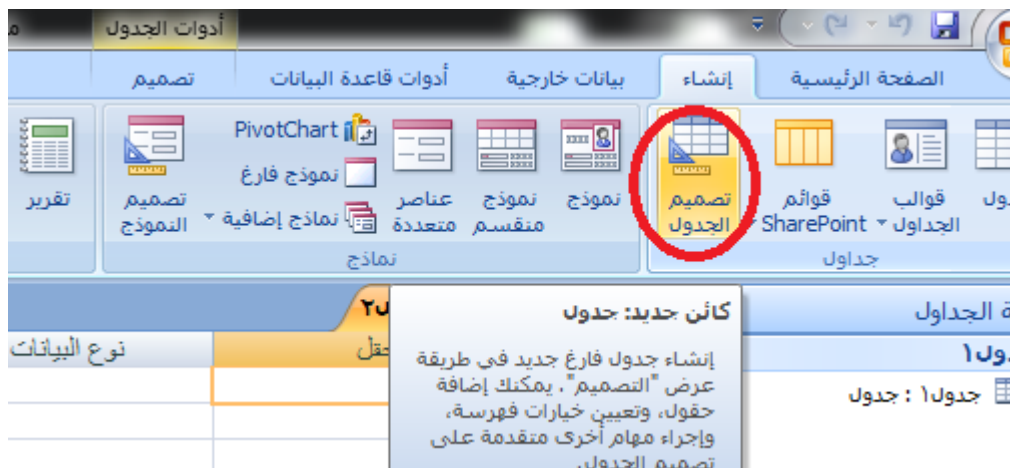 أدوات الجدول
الصفحة الرئيسية
إنشاء
بيانات خارجية
أدوات قاعدة البيانات
تصميم
قوالب
الجداول
قوائم
SharePoint
تصميم
الجدول
جداول
نموذج
نموذج
منقسم
عناصر
متعددة
PivotChart
نموذج فارغ
نماذج إضافية
تصميم
النموذج
نماذج
تقرير
كائن جديد: جدول
إنشاء جدول فارغ جديد في طريقة
عرض "التصميم". يمكنك إضافة
حقول، وتعيين خيارات فهرسة،
وإجراء مهام أخرى متقدمة على
تصميم الجدول.
الجداول
جدول١ : جدول
نوع البيانات